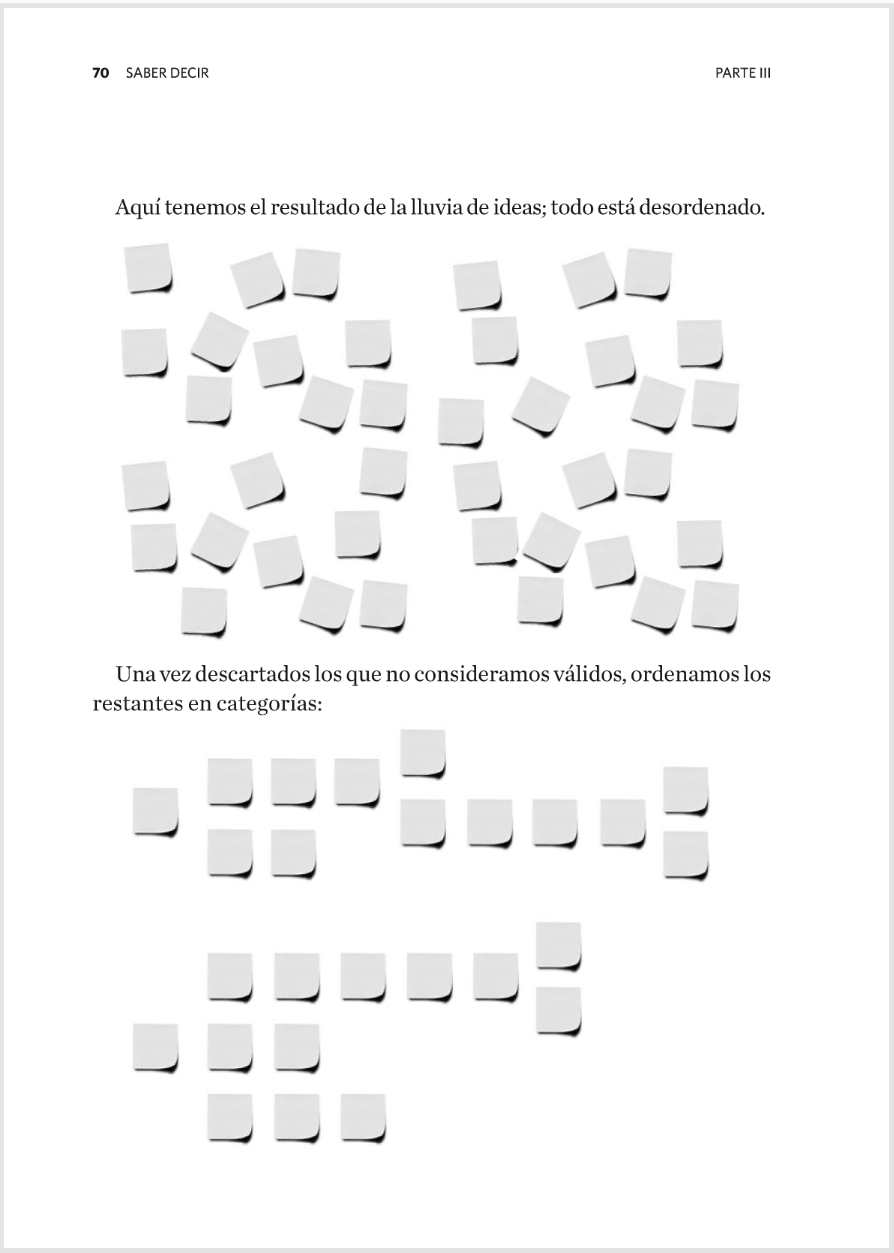 70 SABER DECIR PARTE III
Aquí tenemos el resultado de la lluvia de ideas; todo está desordenado.
Una vez descartados los que no consideramos válidos, ordenamos los
restantes en categorías: